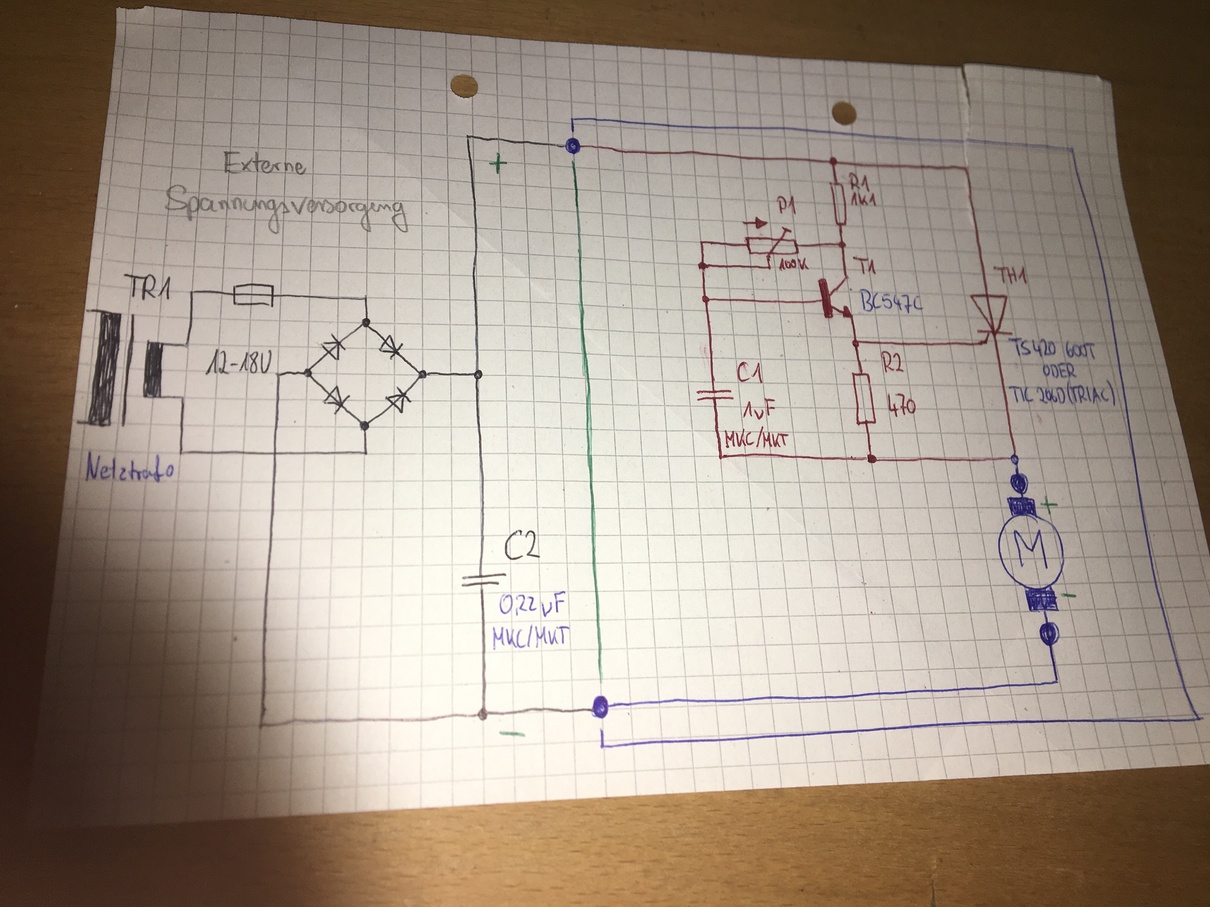 Externe
Spannungsversorgung
TR1
12-18V
Netztrafo
+
C2
0,22µF
MKC/MKT
-
P1
100K
R1
1K1
T1
BC547C
C1
1µF
MKC/MKT
R2
470
TH1
TS420 600T
ODER
TIC 206D(TRIAC)
+
M
-